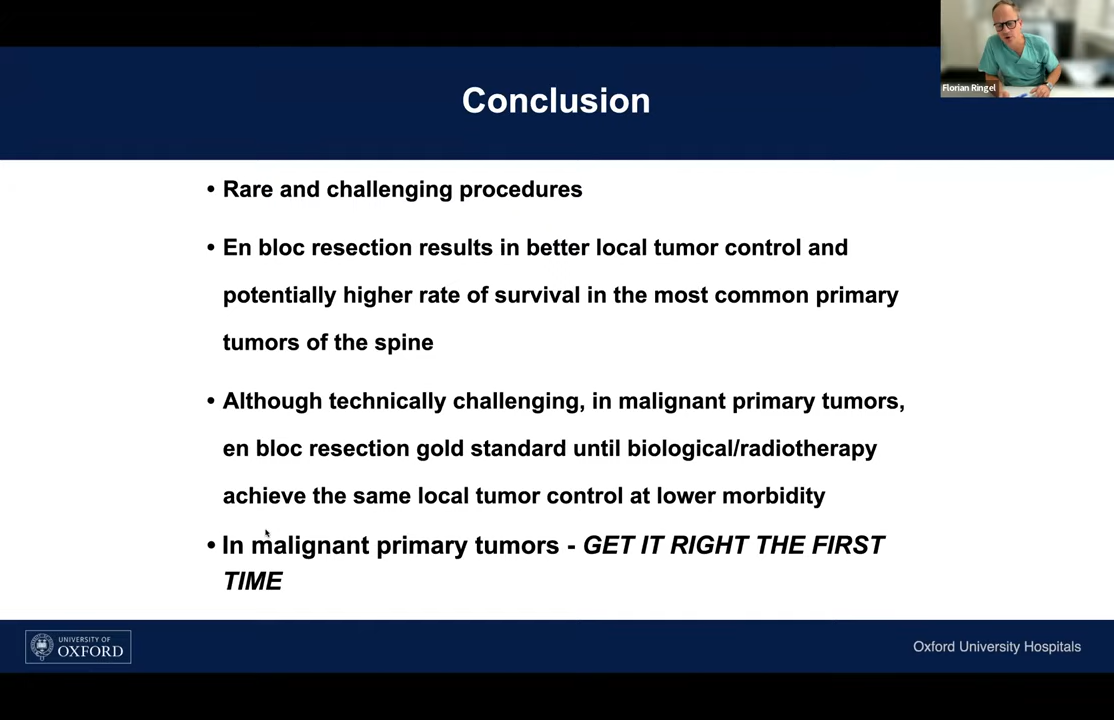 Conclusion
Florian Ringel
• Rare and challenging procedures
• En bloc resection results in better local tumor control and
potentially higher rate of survival in the most common primary
tumors of the spine
• Although technically challenging, in malignant primary tumors,
en bloc resection gold standard until biological/radiotherapy
achieve the same local tumor control at lower morbidity
• In malignant primary tumors - GET IT RIGHT THE FIRST
TIME
UNIVERSITY OF
OXFORD
Oxford University Hospitals